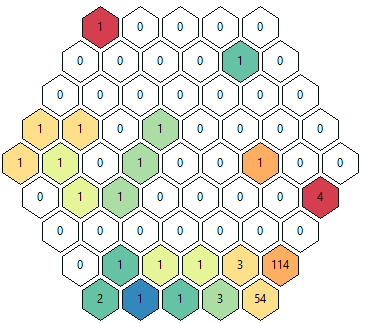 1 0 0 0 0
0 0 0 0 1 0
0 0 0 0 0 0 0
1 1 0 1 0 0 0 0
1 1 0 1 0 0 1 0 0
0 1 1 0 0 0 0 4
0 0 0 0 0 0 0
0 1 1 1 3 114
2 1 1 3 54